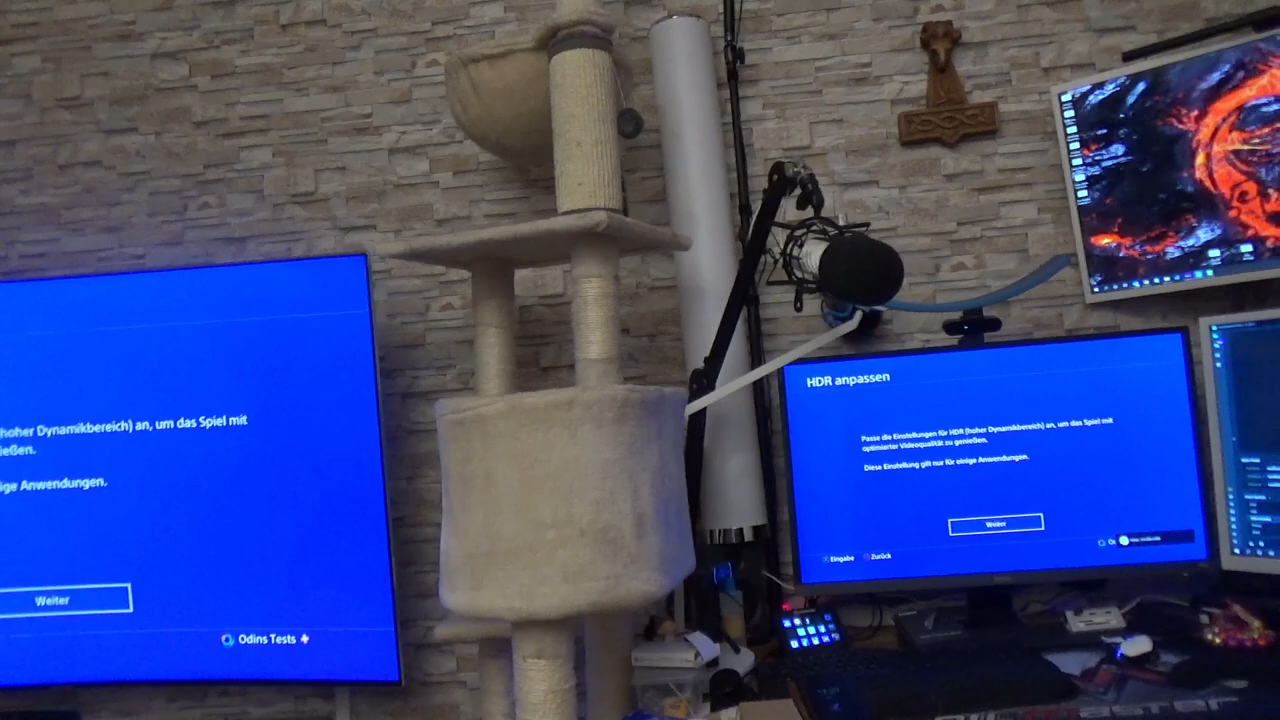 hoher Dynamikbereich) an, um das Spiel mit
ießen.
ige Anwendungen.
Weiter
Odins Tests
HDR anpassen
Passe die Einstellungen für HDR (hoher Dynamikbereich) an, um das Spiel mit
optimierter Videoqualität zu genießen.
Diese Einstellung gilt nur für einige Anwendungen.
Weiter
Eingabe
Zurück